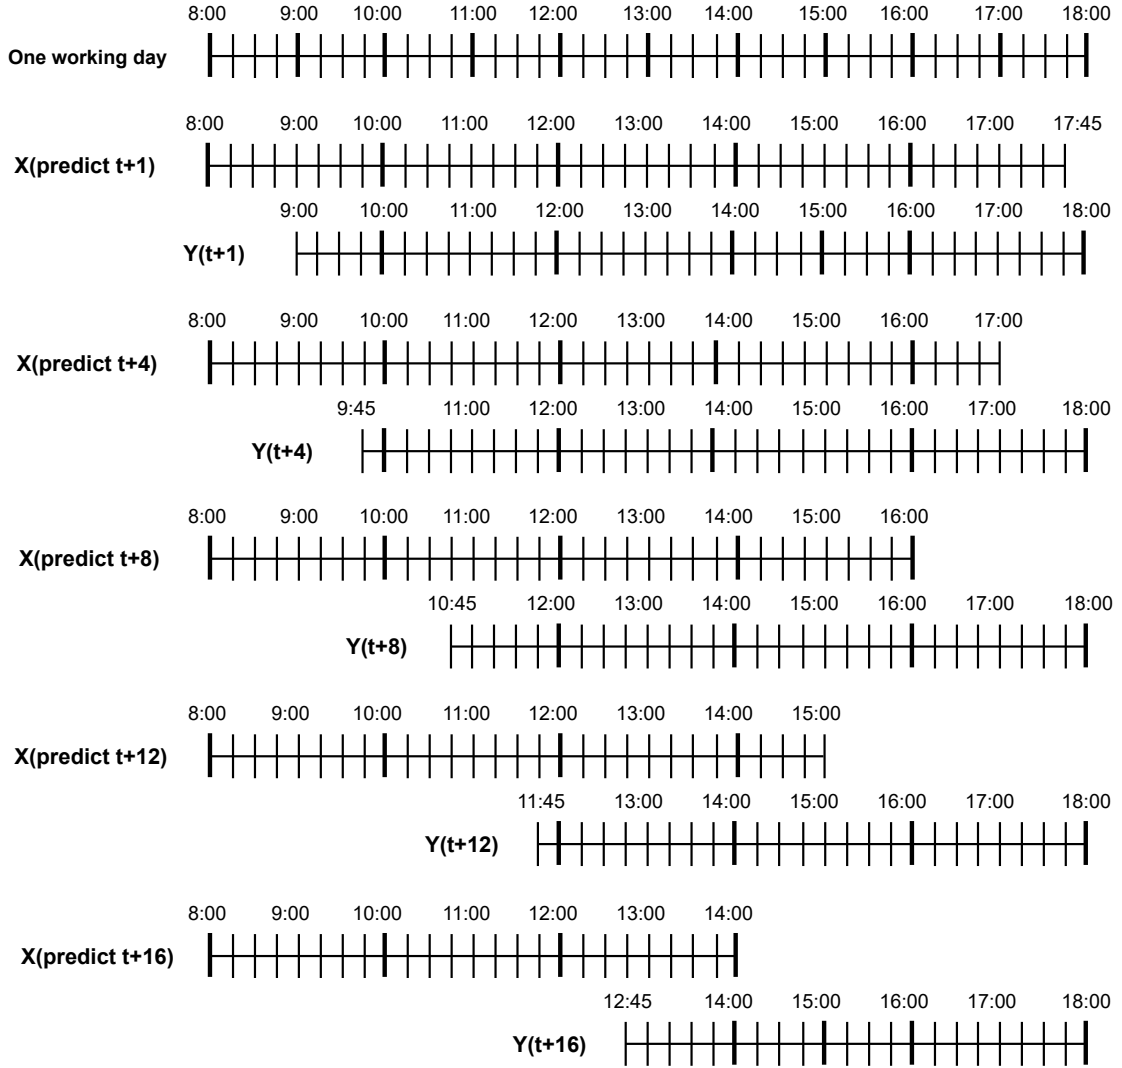 8:00 9:00 10:00 11:00 12:00 13:00 14:00 15:00 16:00 17:00 18:00
One working day
8:00 9:00 10:00 11:00 12:00 13:00 14:00 15:00 16:00 17:00 17:45
X(predict t+1)
9:00 10:00 11:00 12:00 13:00 14:00 15:00 16:00 17:00 18:00
Y(t+1)
8:00 9:00 10:00 11:00 12:00 13:00 14:00 15:00 16:00 17:00
X(predict t+4)
9:45 11:00 12:00 13:00 14:00 15:00 16:00 17:00 18:00
Y(t+4)
8:00 9:00 10:00 11:00 12:00 13:00 14:00 15:00 16:00
X(predict t+8)
10:45 12:00 13:00 14:00 15:00 16:00 17:00 18:00
Y(t+8)
8:00 9:00 10:00 11:00 12:00 13:00 14:00 15:00
X(predict t+12)
11:45 13:00 14:00 15:00 16:00 17:00 18:00
Y(t+12)
8:00 9:00 10:00 11:00 12:00 13:00 14:00
X(predict t+16)
12:45 14:00 15:00 16:00 17:00 18:00
Y(t+16)